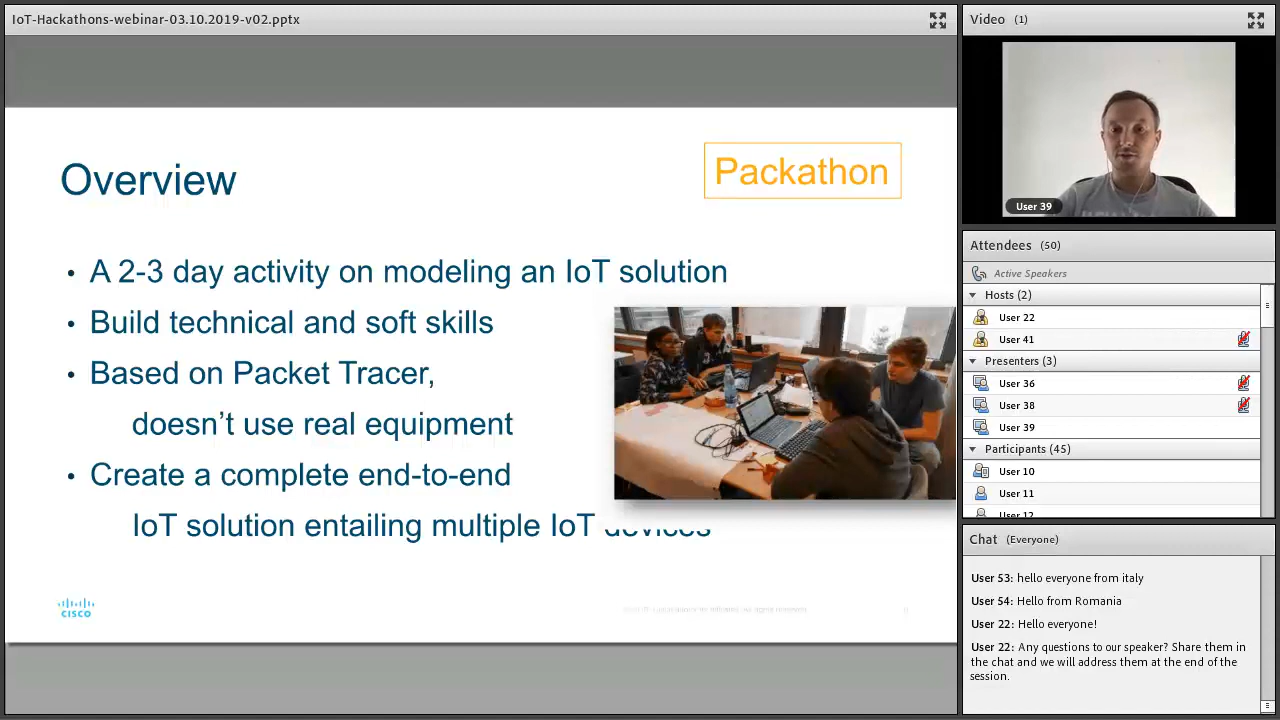 IoT-Hackathons-webinar-03.10.2019-v02.pptx
Overview
Packathon
• A 2-3 day activity on modeling an IoT solution
• Build technical and soft skills
• Based on Packet Tracer,
doesn’t use real equipment
• Create a complete end-to-end
IoT solution entailing multiple IoT devices
CISCO
Video (1)
User 39
Attendees (50)
Active Speakers
Hosts (2)
User 22
User 41
Presenters (3)
User 36
User 38
User 39
Participants (45)
User 10
User 11
User 12
Chat (Everyone)
User 53: hello everyone from italy
User 54: Hello from Romania
User 22: Hello everyone!
User 22: Any questions to our speaker? Share them in
the chat and we will address them at the end of the
session.